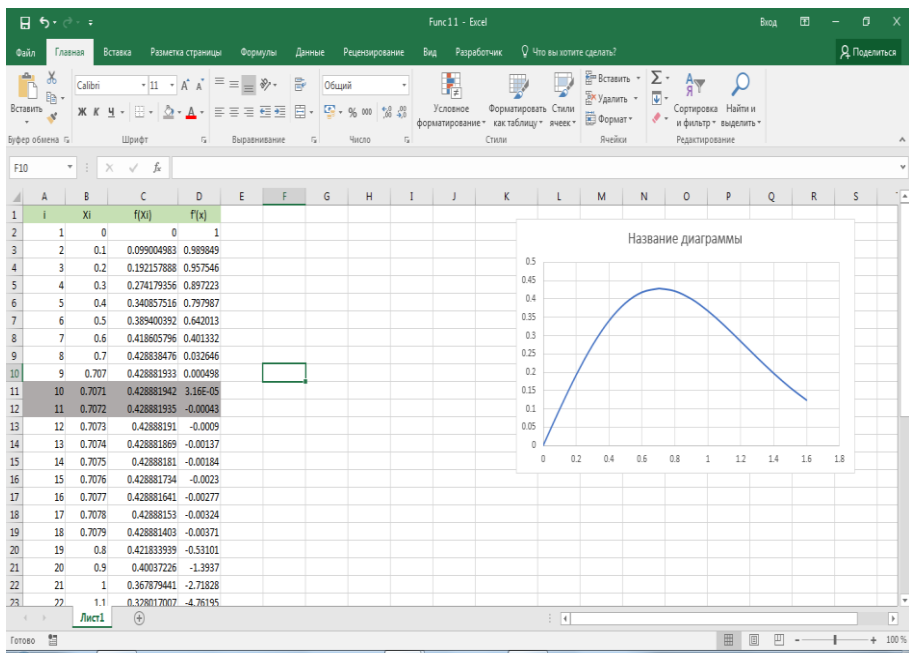 Func11 - Excel
Вход
Файл Главная Вставка Разметка страницы Формулы Данные Рецензирование Вид Разработчик Что вы хотите сделать? Поделиться
Вставить
Calibri 11
Ж К Ч
Общий
% 000
Условное форматирование
Форматировать как таблицу
Стили ячеек
Вставить
Удалить
Формат
Сортировка и фильтр
Найти и выделить
Буфер обмена Шрифт Выравнивание Число Стили Ячейки Редактирование
F10 fx
A B C D E F G H I J K L M N O P Q R S
1 i Xi f(Xi) f'(x)
2 1 0 0 1
3 2 0.1 0.099004983 0.989849
4 3 0.2 0.192157888 0.957546
5 4 0.3 0.274179356 0.897223
6 5 0.4 0.340857516 0.797987
7 6 0.5 0.389400392 0.642013
8 7 0.6 0.418605796 0.401332
9 8 0.7 0.428838476 0.032646
10 9 0.707 0.428881933 0.000498
11 10 0.7071 0.428881942 3.16E-05
12 11 0.7072 0.428881935 -0.00043
13 12 0.7073 0.42888191 -0.0009
14 13 0.7074 0.428881869 -0.00137
15 14 0.7075 0.42888181 -0.00184
16 15 0.7076 0.428881734 -0.0023
17 16 0.7077 0.428881641 -0.00277
18 17 0.7078 0.42888153 -0.00324
19 18 0.7079 0.428881403 -0.00371
20 19 0.8 0.421833939 -0.53101
21 20 0.9 0.40037226 -1.3937
22 21 1 0.367879441 -2.71828
23 22 1.1 0.328017007 -4.76195
Название диаграммы
0.5
0.45
0.4
0.35
0.3
0.25
0.2
0.15
0.1
0.05
0
0 0.2 0.4 0.6 0.8 1 1.2 1.4 1.6 1.8
Лист1
Готово
100 %